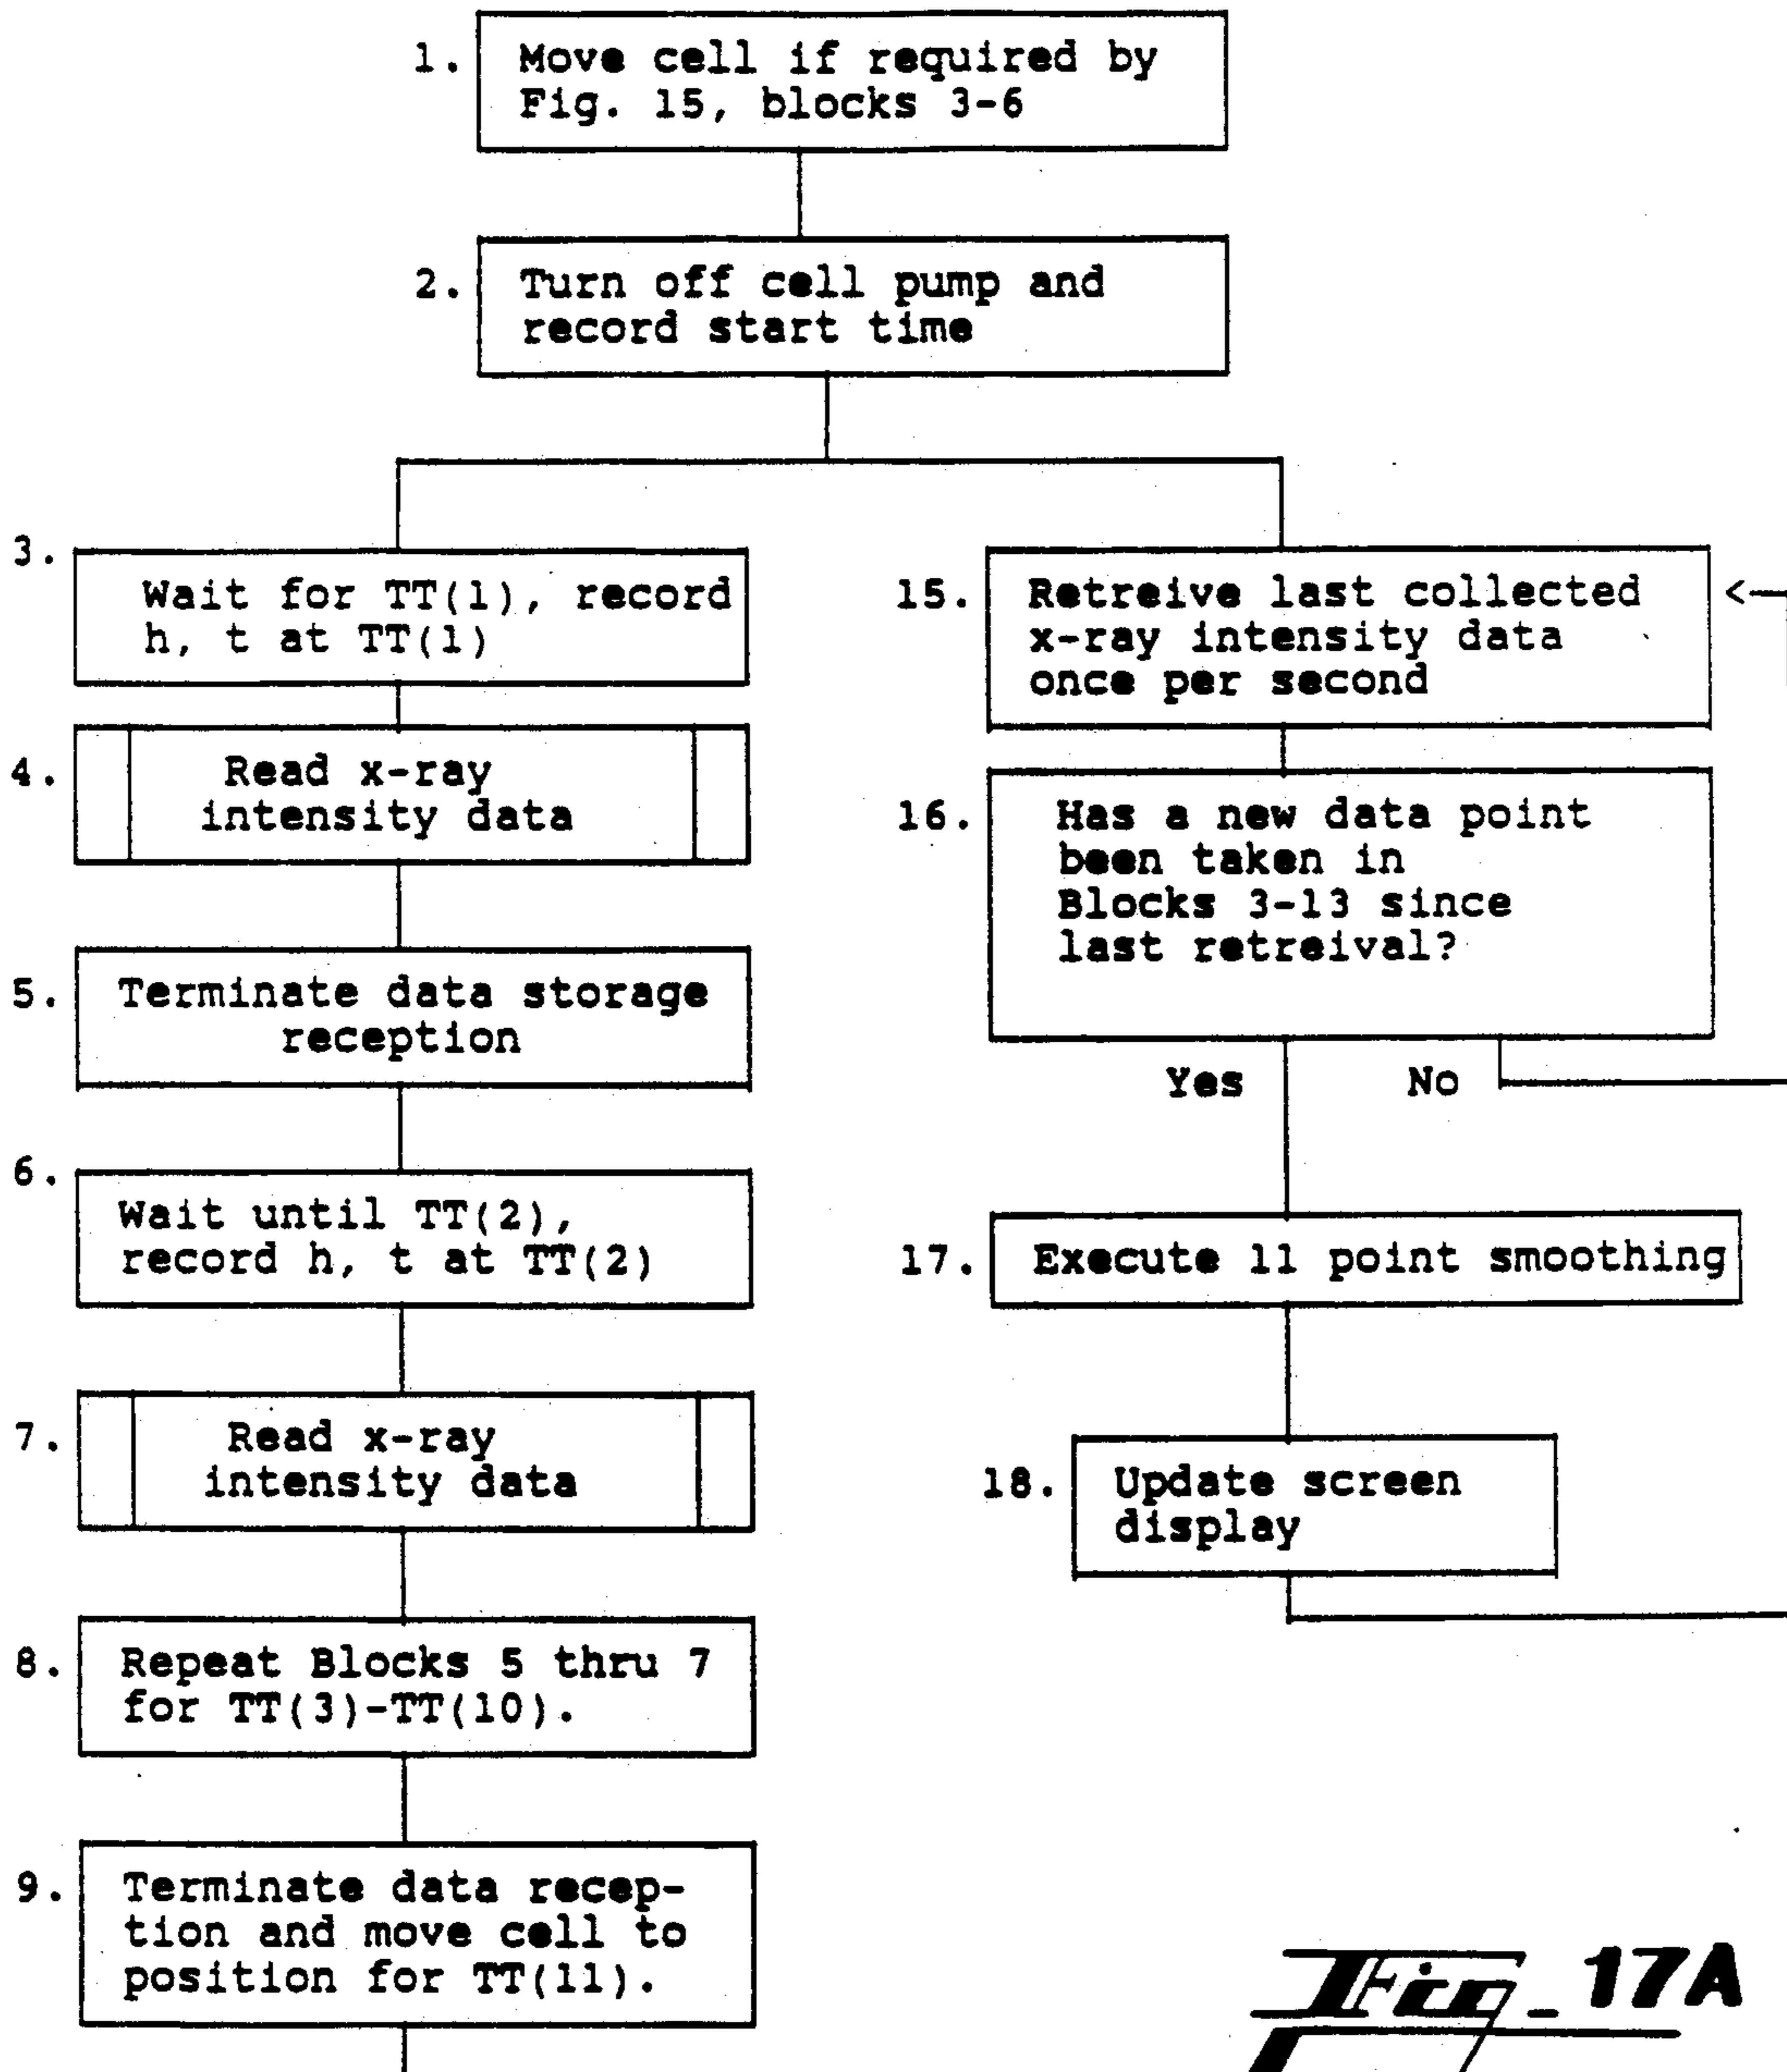 1.
Move cell if required by
Fig. 15, blocks 3-6
2.
Turn off cell pump and
record start time
3.
Wait for TT(1), record
h, t at TT(1)
4.
Read x-ray
intensity data
5.
Terminate data storage
reception
6.
Wait until TT(2),
record h, t at TT(2)
7.
Read x-ray
intensity data
8.
Repeat Blocks 5 thru 7
for TT(3)-TT(10).
9.
Terminate data recep-
tion and move cell to
position for TT(11).
15.
Retreive last collected
x-ray intensity data
once per second
<
16.
Has a new data point
been taken in
Blocks 3-13 since
last retreival?
Yes No
17.
Execute 11 point smoothing
18.
Update screen
display
Fig_17A